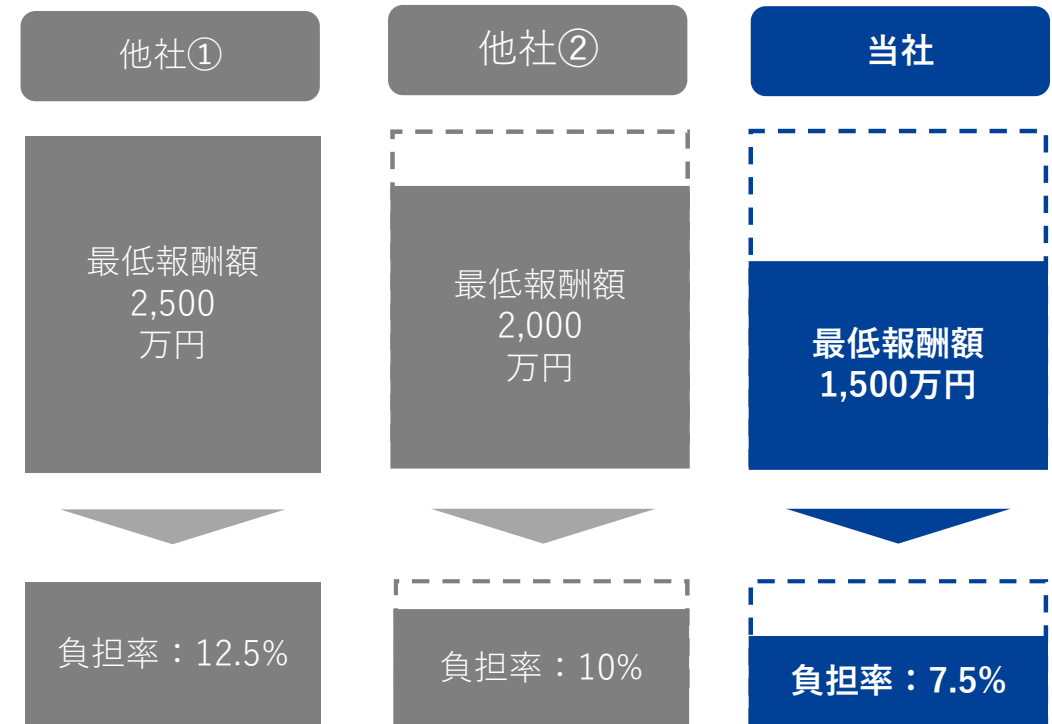 他社①
他社②
当社
最低報酬額
2,500
万円
最低報酬額
2,000
万円
最低報酬額
1,500万円
負担率：12.5%
負担率：10%
負担率：7.5%